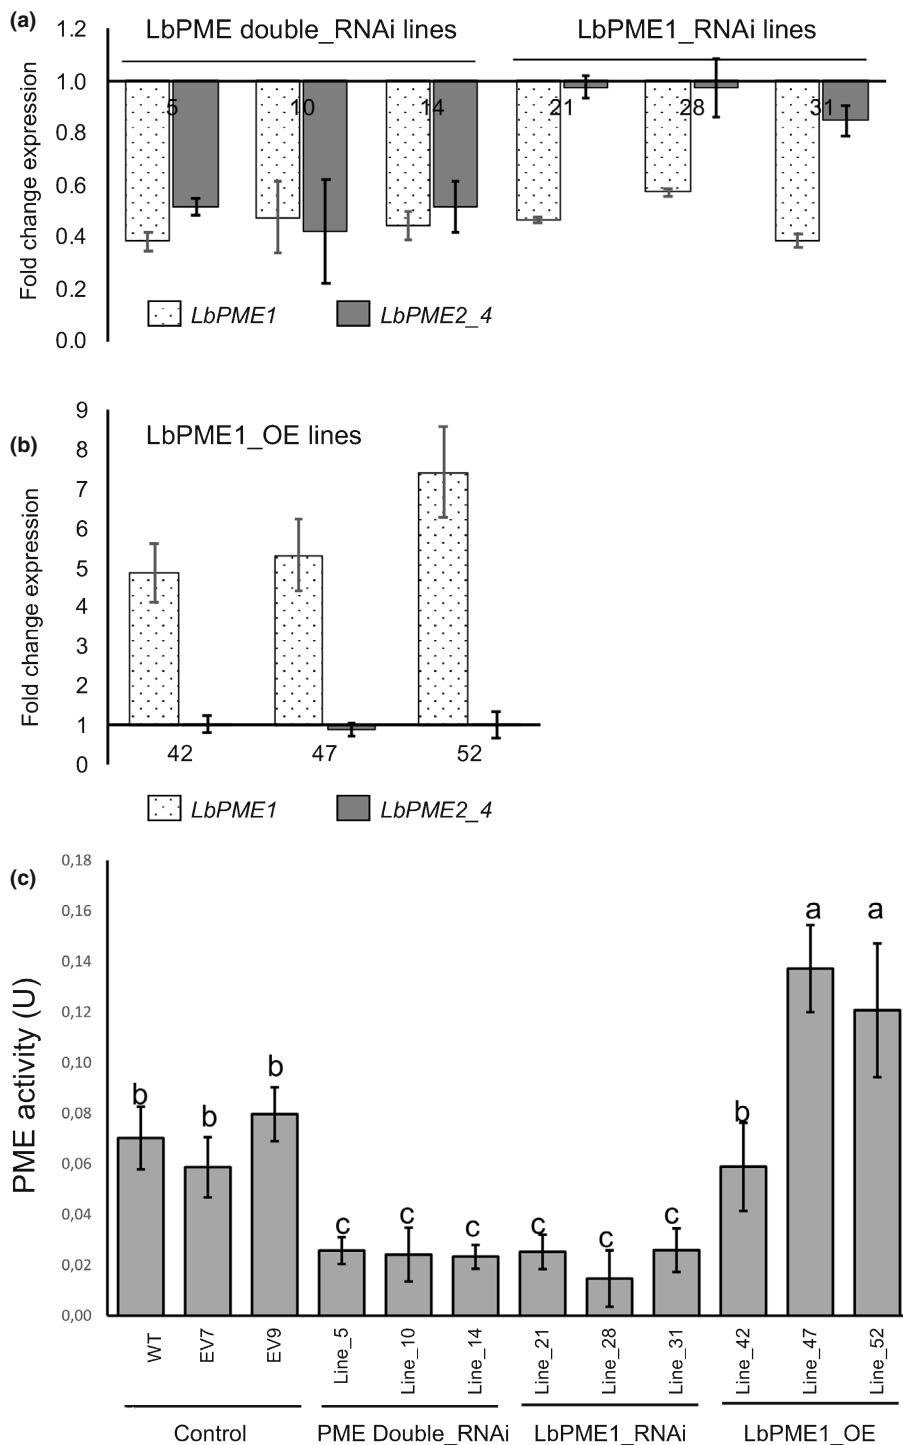 (a)
LbPME double_RNAi lines LbPME1_RNAi lines
Fold change expression
1.2
1.0
0.8
0.6
0.4
0.2
0.0
5 10 14 21 28 31
LbPME1 LbPME2_4
(b)
LbPME1_OE lines
Fold change expression
9
8
7
6
5
4
3
2
1
0
42 47 52
LbPME1 LbPME2_4
(c)
PME activity (U)
0,18
0,16
0,14
0,12
0,10
0,08
0,06
0,04
0,02
0,00
b b b c c c c c c b a a
WT EV7 EV9 Line_5 Line_10 Line_14 Line_21 Line_28 Line_31 Line_42 Line_47 Line_52
Control PME Double_RNAi LbPME1_RNAi LbPME1_OE